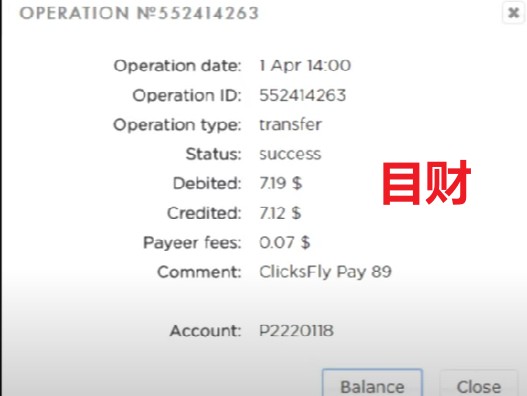 OPERATION №552414263
Operation date: 1 Apr 14:00
Operation ID: 552414263
Operation type: transfer
Status: success
Debited: 7.19 $
目财
Credited: 7.12 $
Payeer fees: 0.07 $
Comment: ClicksFly Pay 89
Account: P2220118
Balance
Close